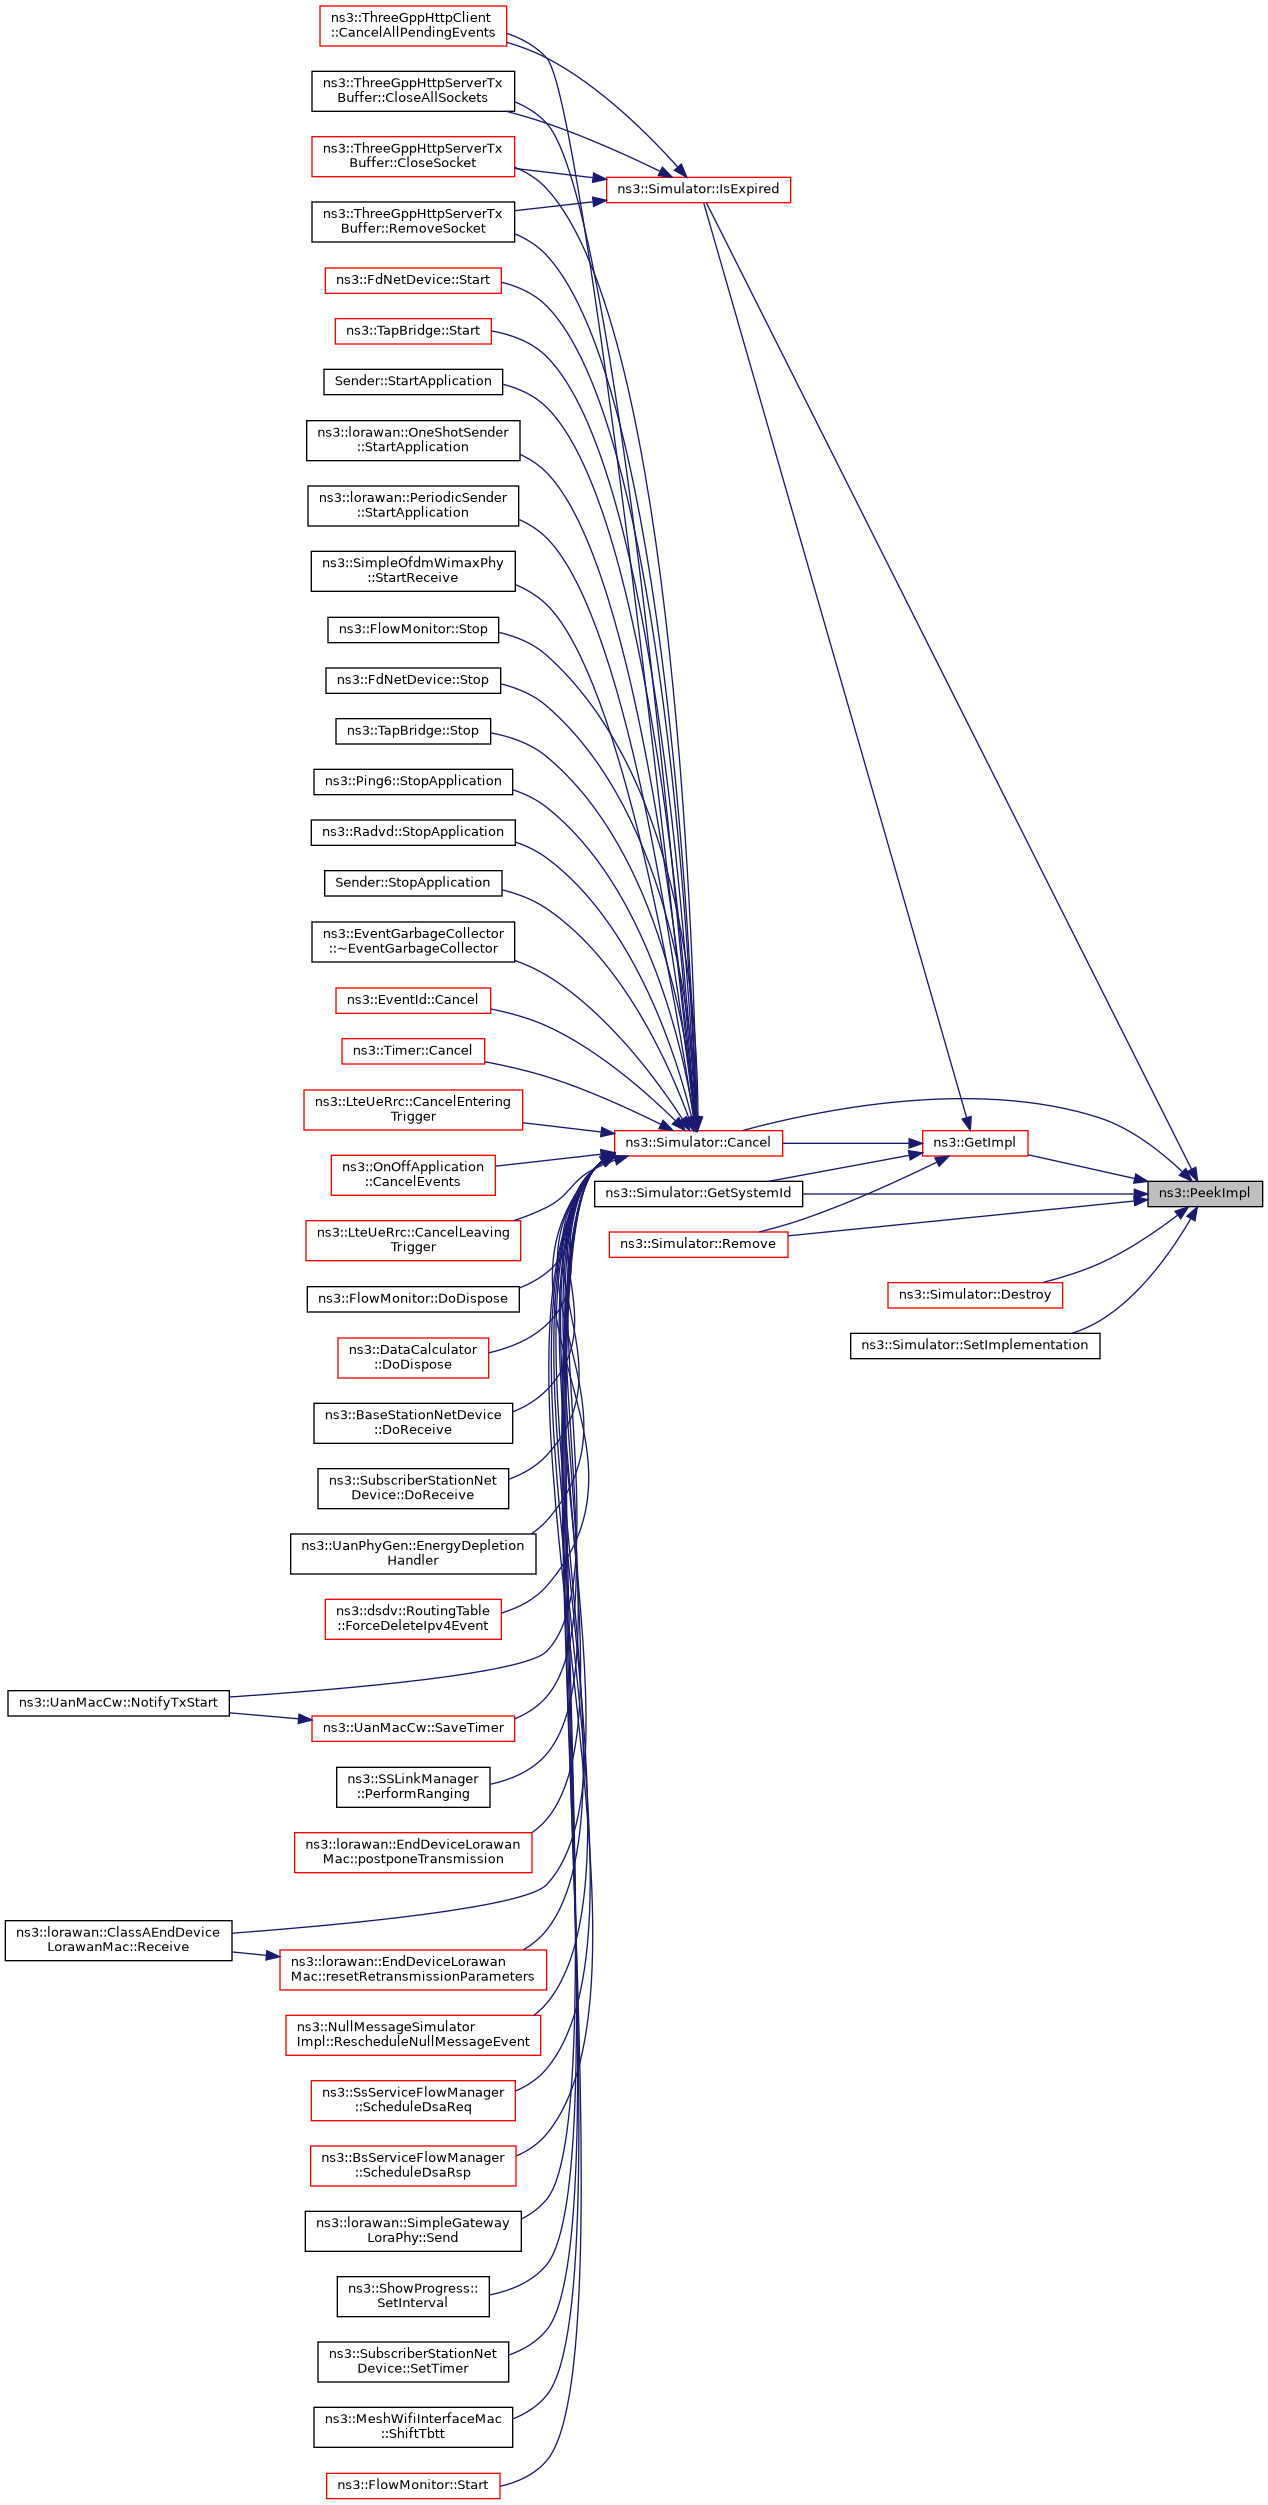 ns3::ThreeGppHttpClient
::CancelAllPendingEvents
ns3::ThreeGppHttpServerTx
Buffer::CloseAllSockets
ns3::ThreeGppHttpServerTx
Buffer::CloseSocket
ns3::Simulator::IsExpired
ns3::ThreeGppHttpServerTx
Buffer::RemoveSocket
ns3::FdNetDevice::Start
ns3::TapBridge::Start
Sender::StartApplication
ns3::lorawan::OneShotSender
::StartApplication
ns3::lorawan::PeriodicSender
::StartApplication
ns3::SimpleOfdmWimaxPhy
::StartReceive
ns3::FlowMonitor::Stop
ns3::FdNetDevice::Stop
ns3::TapBridge::Stop
ns3::Ping6::StopApplication
ns3::Radvd::StopApplication
Sender::StopApplication
ns3::EventGarbageCollector
::~EventGarbageCollector
ns3::EventId::Cancel
ns3::Timer::Cancel
ns3::LteUeRrc::CancelEntering
Trigger
ns3::Simulator::Cancel
ns3::GetImpl
ns3::OnOffApplication
::CancelEvents
ns3::Simulator::GetSystemId
ns3::PeekImpl
ns3::LteUeRrc::CancelLeaving
Trigger
ns3::Simulator::Remove
ns3::FlowMonitor::DoDispose
ns3::Simulator::Destroy
ns3::DataCalculator
::DoDispose
ns3::Simulator::SetImplementation
ns3::BaseStationNetDevice
::DoReceive
ns3::SubscriberStationNet
Device::DoReceive
ns3::UanPhyGen::EnergyDepletion
Handler
ns3::dsdv::RoutingTable
::ForceDeleteIpv4Event
ns3::UanMacCw::NotifyTxStart
ns3::UanMacCw::SaveTimer
ns3::SSLinkManager
::PerformRanging
ns3::lorawan::EndDeviceLorawan
Mac::postponeTransmission
ns3::lorawan::ClassAEndDevice
LorawanMac::Receive
ns3::lorawan::EndDeviceLorawan
Mac::resetRetransmissionParameters
ns3::NullMessageSimulator
Impl::RescheduleNullMessageEvent
ns3::SsServiceFlowManager
::ScheduleDsaReq
ns3::BsServiceFlowManager
::ScheduleDsaRsp
ns3::lorawan::SimpleGateway
LoraPhy::Send
ns3::ShowProgress::
SetInterval
ns3::SubscriberStationNet
Device::SetTimer
ns3::MeshWifiInterfaceMac
::ShiftTbtt
ns3::FlowMonitor::Start